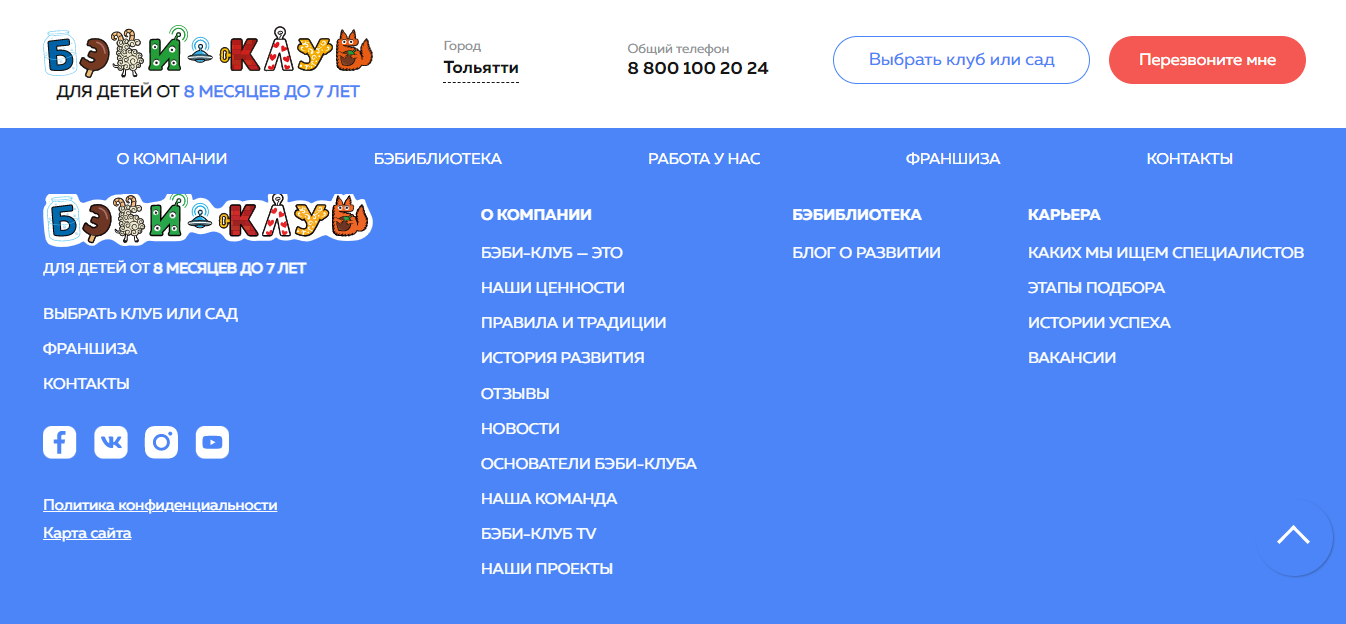 БЭБИ-КЛУБ
ДЛЯ ДЕТЕЙ ОТ 8 МЕСЯЦЕВ ДО 7 ЛЕТ
Город
Тольятти
Общий телефон
8 800 100 20 24
Выбрать клуб или сад
Перезвоните мне
О КОМПАНИИ
БЭБИБЛИОТЕКА
РАБОТА У НАС
ФРАНШИЗА
КОНТАКТЫ
БЭБИ-КЛУБ
ДЛЯ ДЕТЕЙ ОТ 8 МЕСЯЦЕВ ДО 7 ЛЕТ
ВЫБРАТЬ КЛУБ ИЛИ САД
ФРАНШИЗА
КОНТАКТЫ
Политика конфиденциальности
Карта сайта
О КОМПАНИИ
БЭБИ-КЛУБ — ЭТО
НАШИ ЦЕННОСТИ
ПРАВИЛА И ТРАДИЦИИ
ИСТОРИЯ РАЗВИТИЯ
ОТЗЫВЫ
НОВОСТИ
ОСНОВАТЕЛИ БЭБИ-КЛУБА
НАША КОМАНДА
БЭБИ-КЛУБ TV
НАШИ ПРОЕКТЫ
БЭБИБЛИОТЕКА
БЛОГ О РАЗВИТИИ
КАРЬЕРА
КАКИХ МЫ ИЩЕМ СПЕЦИАЛИСТОВ
ЭТАПЫ ПОДБОРА
ИСТОРИИ УСПЕХА
ВАКАНСИИ